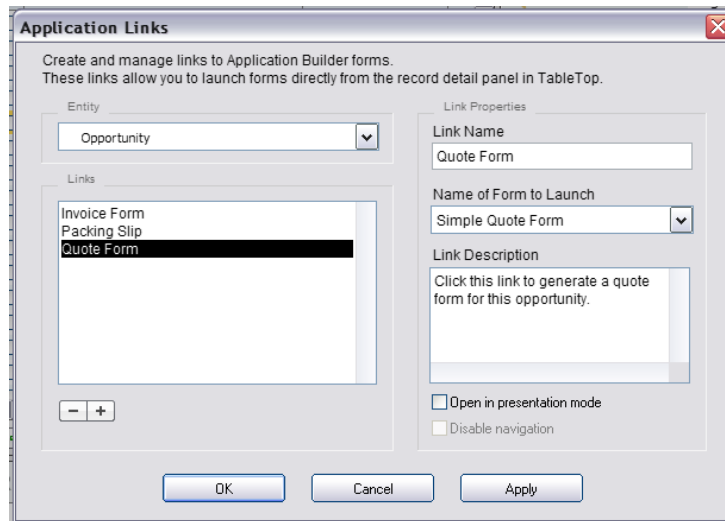 Application Links
Create and manage links to Application Builder forms.
These links allow you to launch forms directly from the record detail panel in TableTop.
Entity
Opportunity
Links
Invoice Form
Packing Slip
Quote Form
Link Properties
Link Name
Quote Form
Name of Form to Launch
Simple Quote Form
Link Description
Click this link to generate a quote
form for this opportunity.
Open in presentation mode
Disable navigation
OK
Cancel
Apply